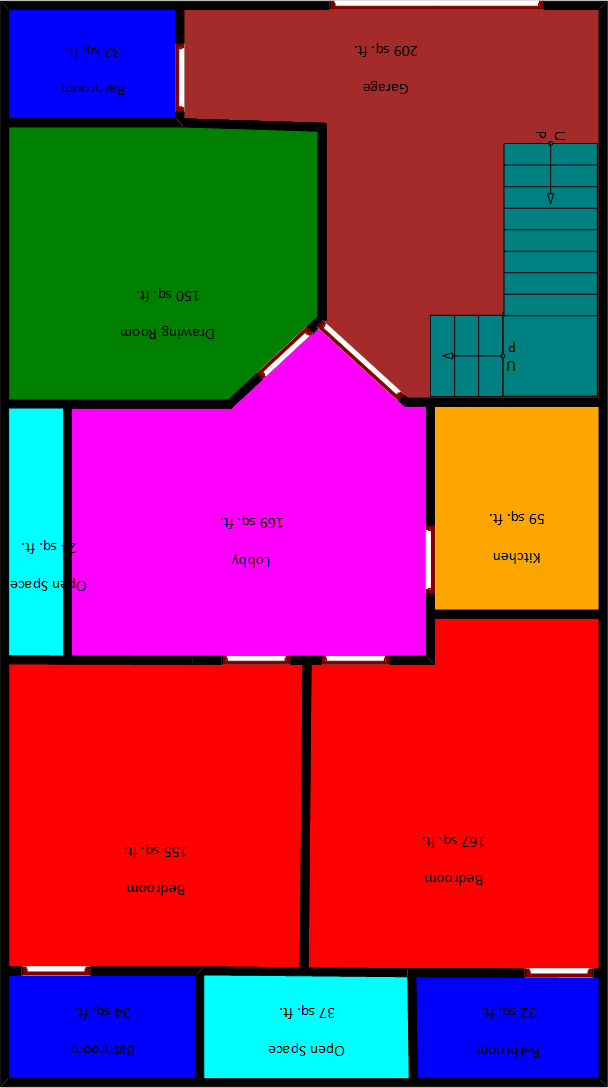 Bathroom
32 sq. ft.
Open Space
37 sq. ft.
Bathroom
34 sq. ft.
Bedroom
167 sq. ft.
Bedroom
155 sq. ft.
Kitchen
59 sq. ft.
Lobby
169 sq. ft.
Open Space
24 sq. ft.
U
P
Drawing Room
150 sq. ft.
U
P
Garage
209 sq. ft.
Bathroom
32 sq. ft.